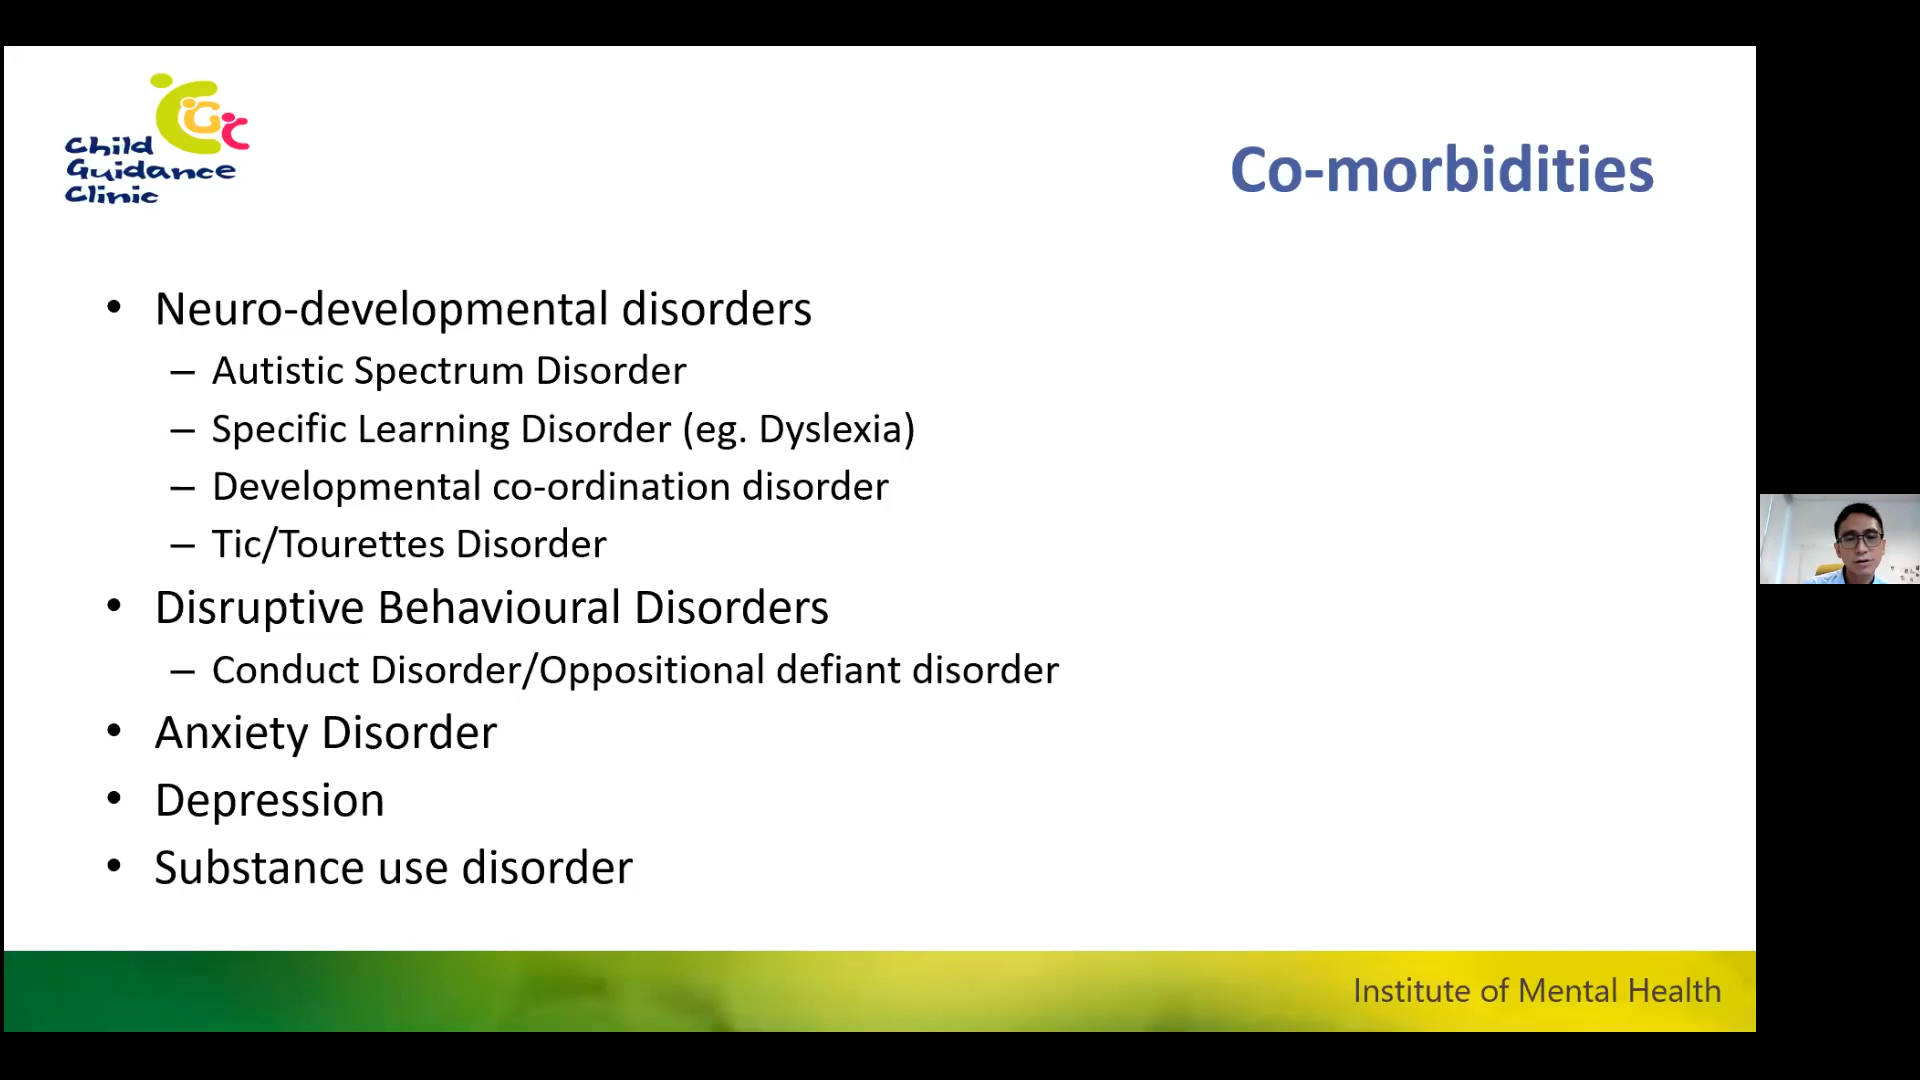 CGC
Child
Guidance
Clinic
Co-morbidities
• Neuro-developmental disorders
– Autistic Spectrum Disorder
– Specific Learning Disorder (eg. Dyslexia)
– Developmental co-ordination disorder
– Tic/Tourettes Disorder
• Disruptive Behavioural Disorders
– Conduct Disorder/Oppositional defiant disorder
• Anxiety Disorder
• Depression
• Substance use disorder
Institute of Mental Health